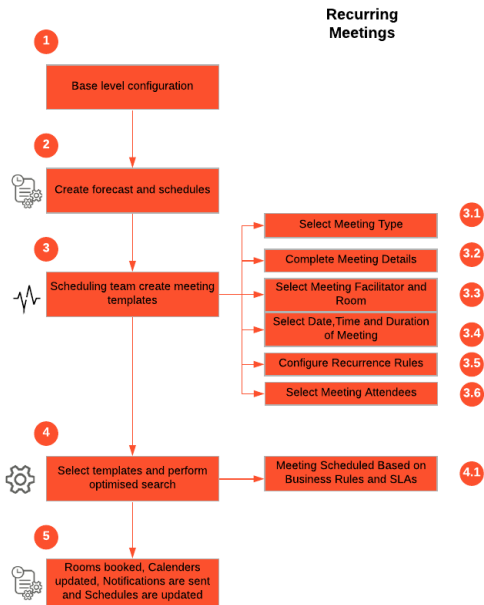 Recurring
Meetings
1
Base level configuration
2
Create forecast and schedules
3
Scheduling team create meeting
templates
3.1
Select Meeting Type
3.2
Complete Meeting Details
3.3
Select Meeting Facilitator and
Room
3.4
Select Date,Time and Duration
of Meeting
3.5
Configure Recurrence Rules
3.6
Select Meeting Attendees
4
Select templates and perform
optimised search
4.1
Meeting Scheduled Based on
Business Rules and SLAs
5
Rooms booked, Calenders
updated, Notifications are sent
and Schedules are updated